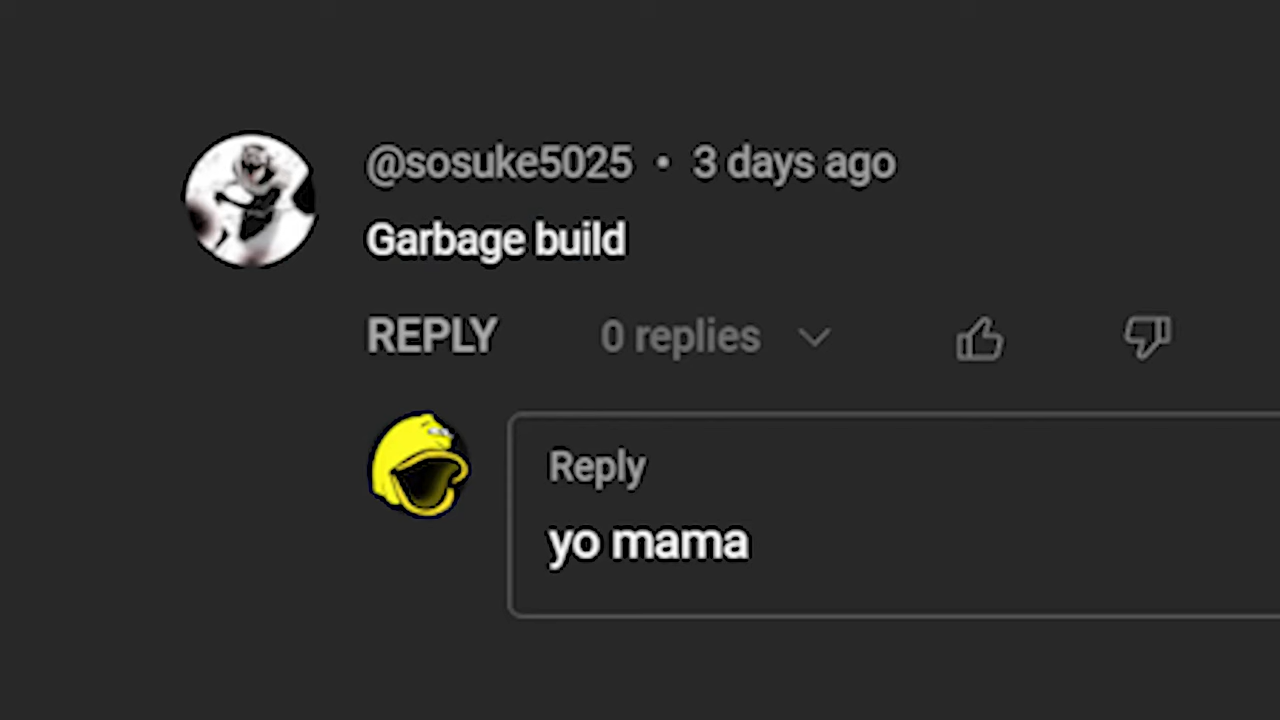 @sosuke5025 • 3 days ago
Garbage build
REPLY 0 replies
Reply
yo mama